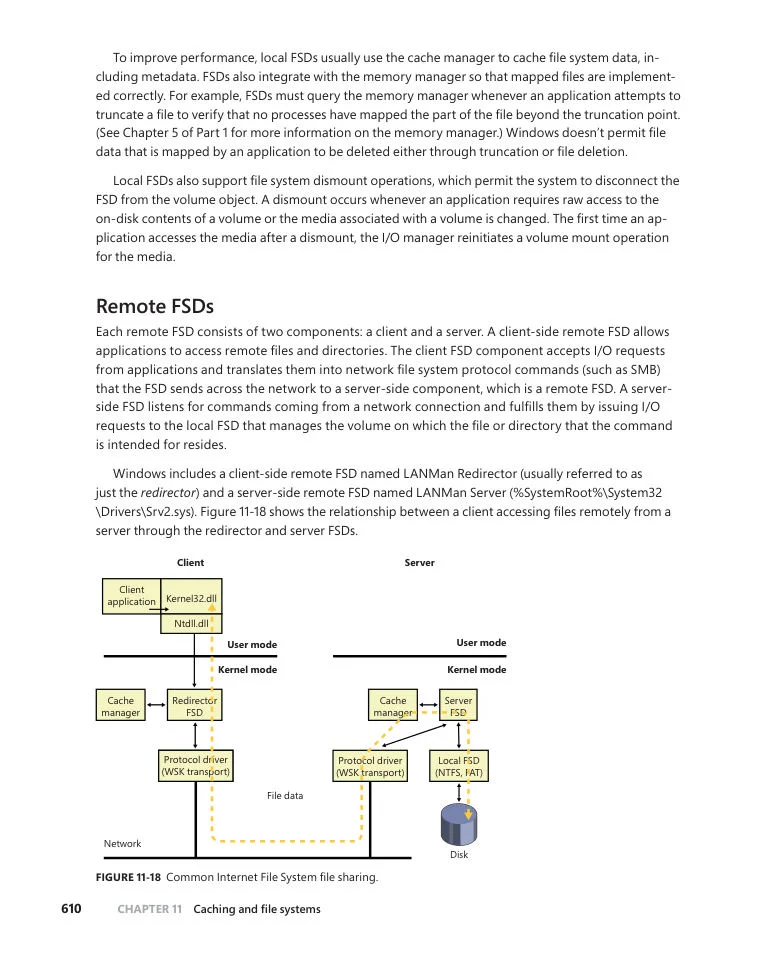 To improve performance, local FSDs usually use the cache manager to cache file system data, in-
cluding metadata. FSDs also integrate with the memory manager so that mapped files are implement-
ed correctly. For example, FSDs must query the memory manager whenever an application attempts to
truncate a file to verify that no processes have mapped the part of the file beyond the truncation point.
(See Chapter 5 of Part 1 for more information on the memory manager.) Windows doesn’t permit file
data that is mapped by an application to be deleted either through truncation or file deletion.
Local FSDs also support file system dismount operations, which permit the system to disconnect the
FSD from the volume object. A dismount occurs whenever an application requires raw access to the
on-disk contents of a volume or the media associated with a volume is changed. The first time an ap-
plication accesses the media after a dismount, the I/O manager reinitiates a volume mount operation
for the media.
Remote FSDs
Each remote FSD consists of two components: a client and a server. A client-side remote FSD allows
applications to access remote files and directories. The client FSD component accepts I/O requests
from applications and translates them into network file system protocol commands (such as SMB)
that the FSD sends across the network to a server-side component, which is a remote FSD. A server-
side FSD listens for commands coming from a network connection and fulfills them by issuing I/O
requests to the local FSD that manages the volume on which the file or directory that the command
is intended for resides.
Windows includes a client-side remote FSD named LANMan Redirector (usually referred to as
just the redirector) and a server-side remote FSD named LANMan Server (%SystemRoot%\System32
\Drivers\Srv2.sys). Figure 11-18 shows the relationship between a client accessing files remotely from a
server through the redirector and server FSDs.
Client
Server
Client
application
Kernel32.dll
Ntdll.dll
User mode
Kernel mode
User mode
Kernel mode
Cache
manager
Redirector
FSD
Cache
manager
Server
FSD
Protocol driver
(WSK transport)
Protocol driver
(WSK transport)
Local FSD
(NTFS, FAT)
File data
Network
Disk
FIGURE 11-18 Common Internet File System file sharing.
610 CHAPTER 11 Caching and file systems